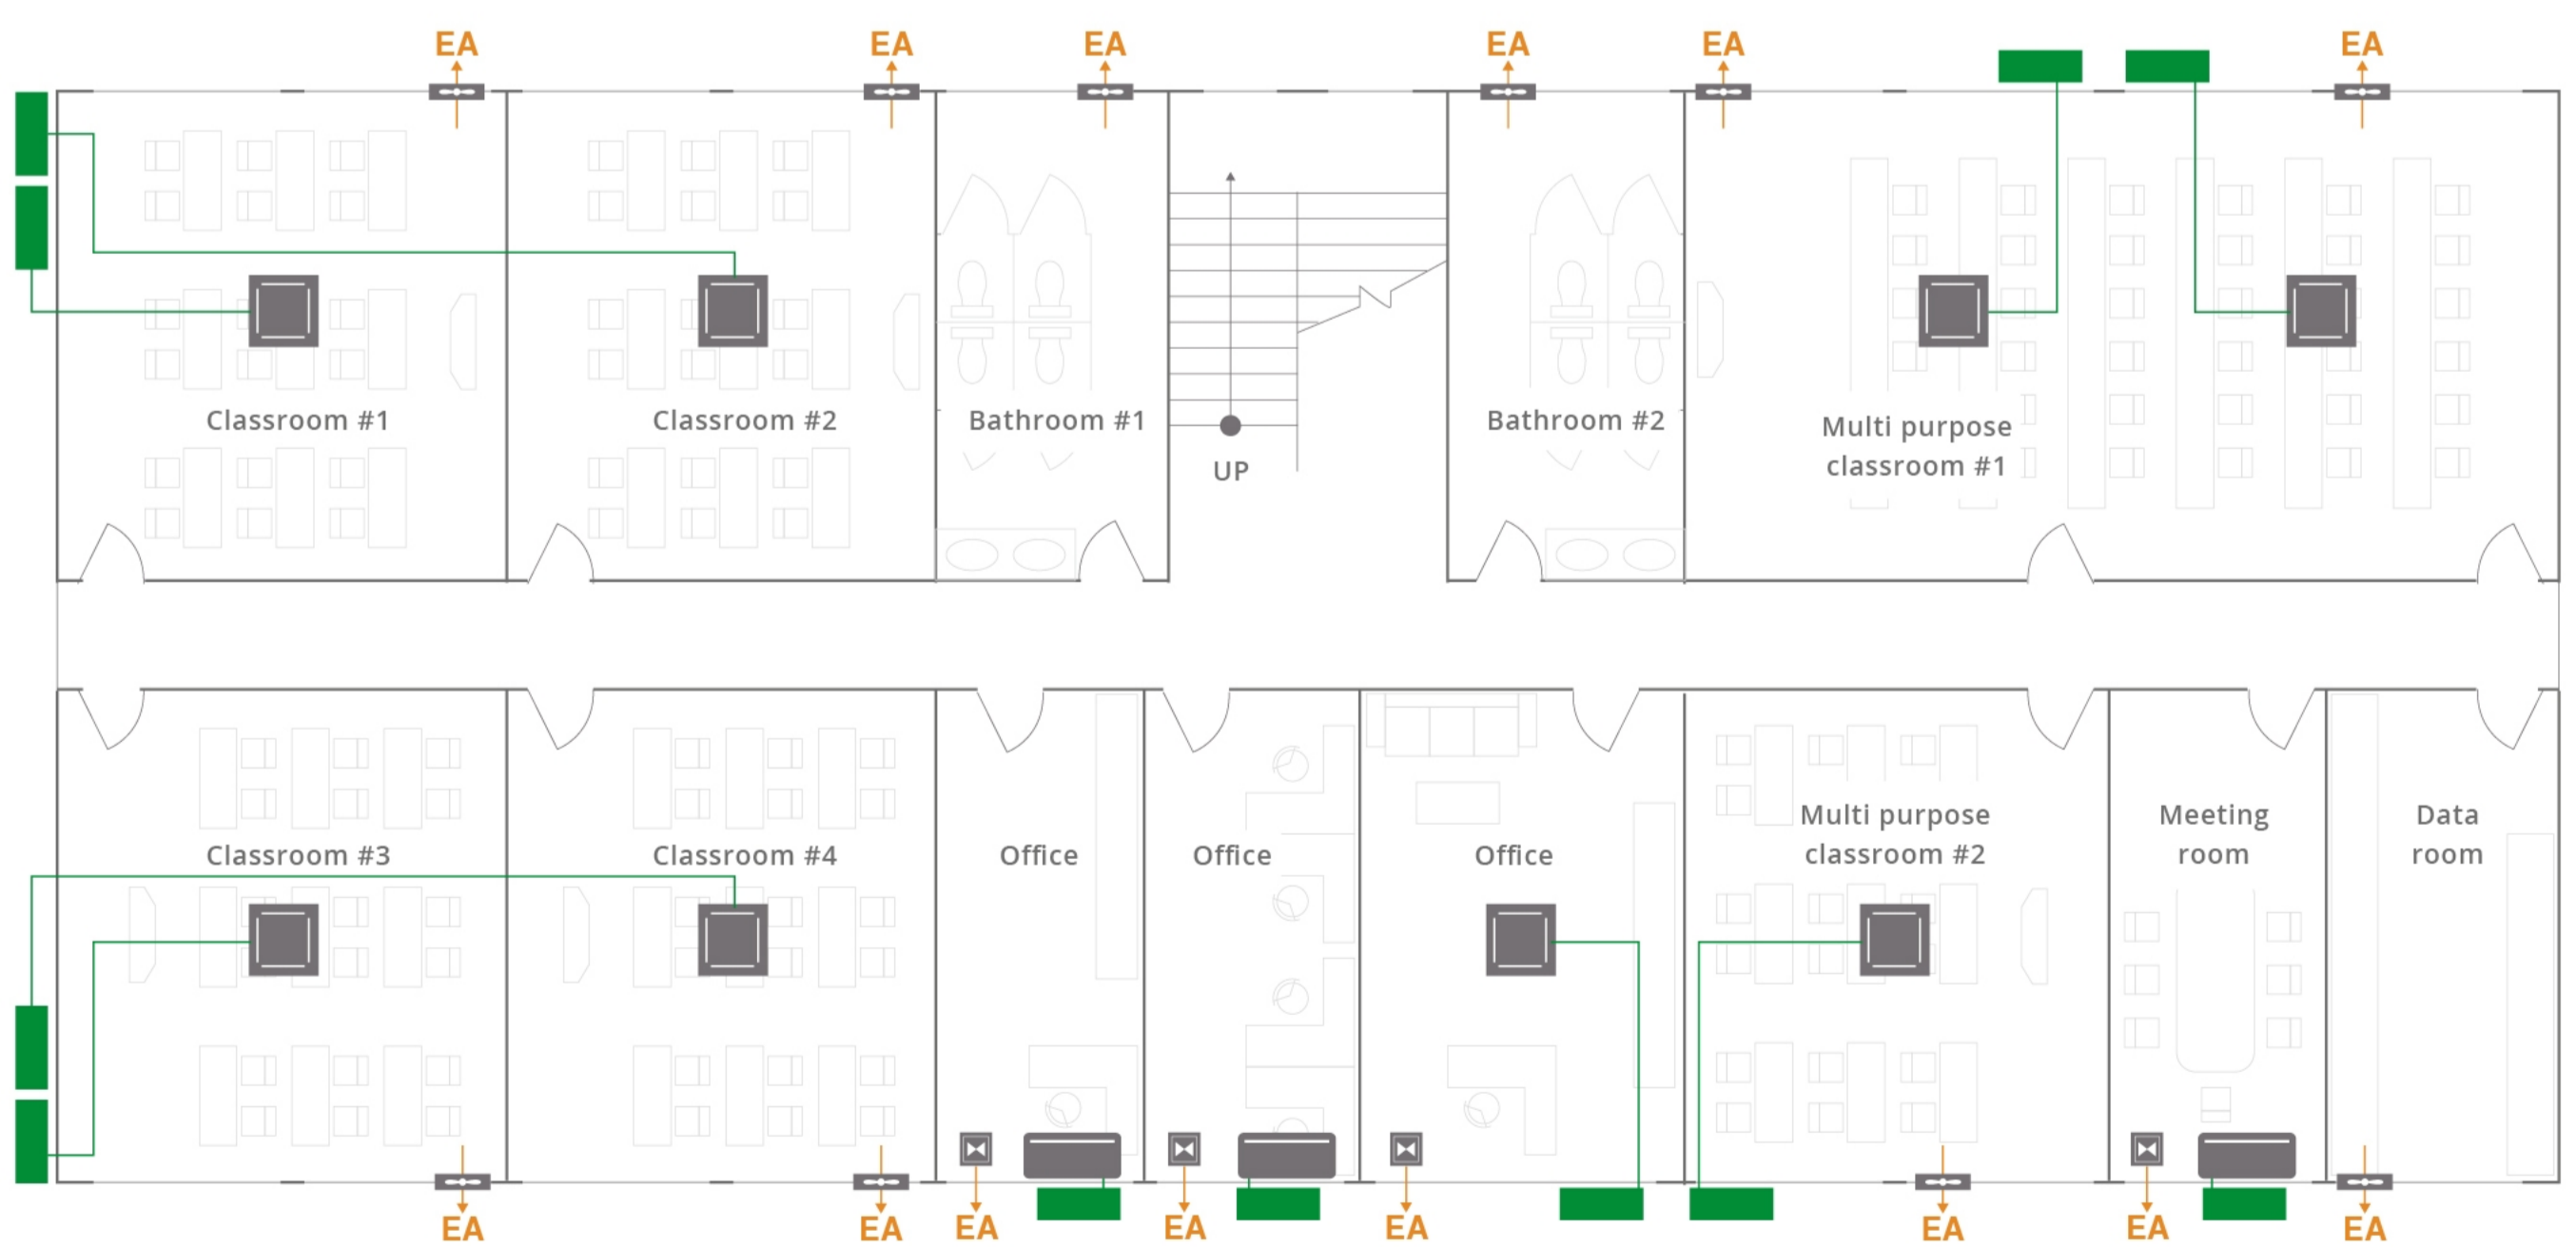 EA
EA
EA
EA
EA
EA
Classroom #1
Classroom #2
Bathroom #1
UP
Bathroom #2
Multi purpose
classroom #1
Classroom #3
Classroom #4
Office
Office
Office
Multi purpose
classroom #2
Meeting
room
Data
room
EA
EA
EA
EA
EA
EA
EA
EA